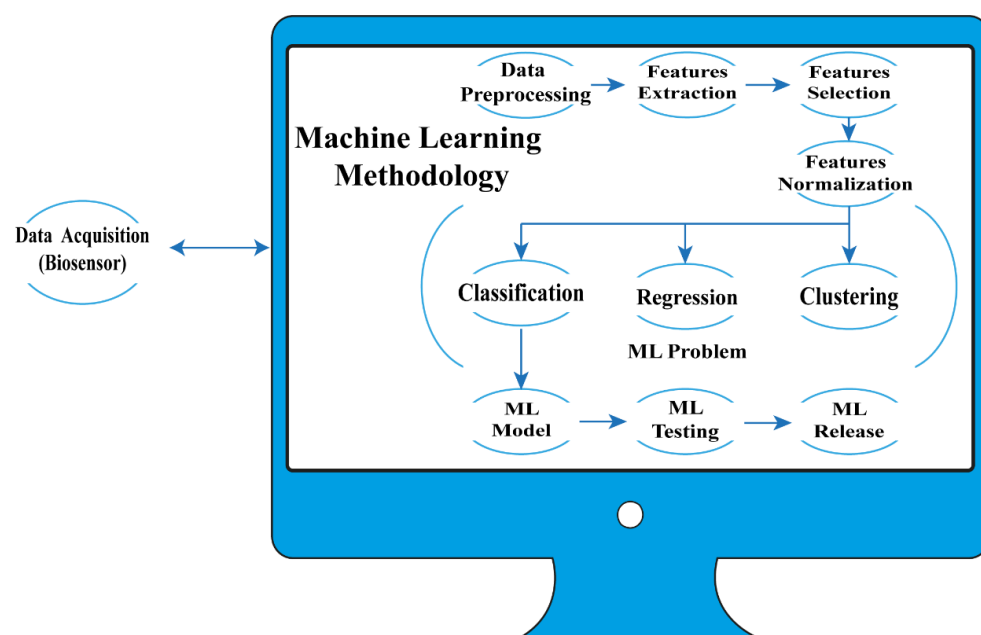 Data
Preprocessing
Features
Extraction
Features
Selection
Machine Learning
Methodology
Features
Normalization
Data Acquisition
(Biosensor)
Classification
Regression
Clustering
ML Problem
ML
Model
ML
Testing
ML
Release